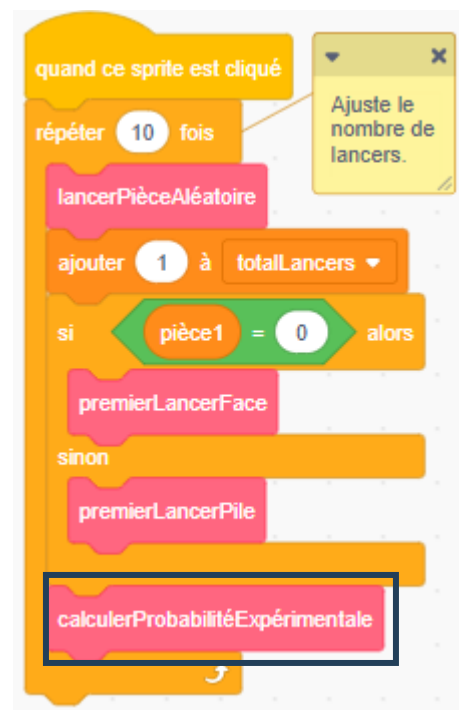 quand ce sprite est cliqué
Ajuste le
nombre de
lancers.
répéter 10 fois
lancerPièceAléatoire
ajouter 1 à totalLancers
si pièce1 = 0 alors
premierLancerFace
sinon
premierLancerPile
calculerProbabilitéExpérimentale